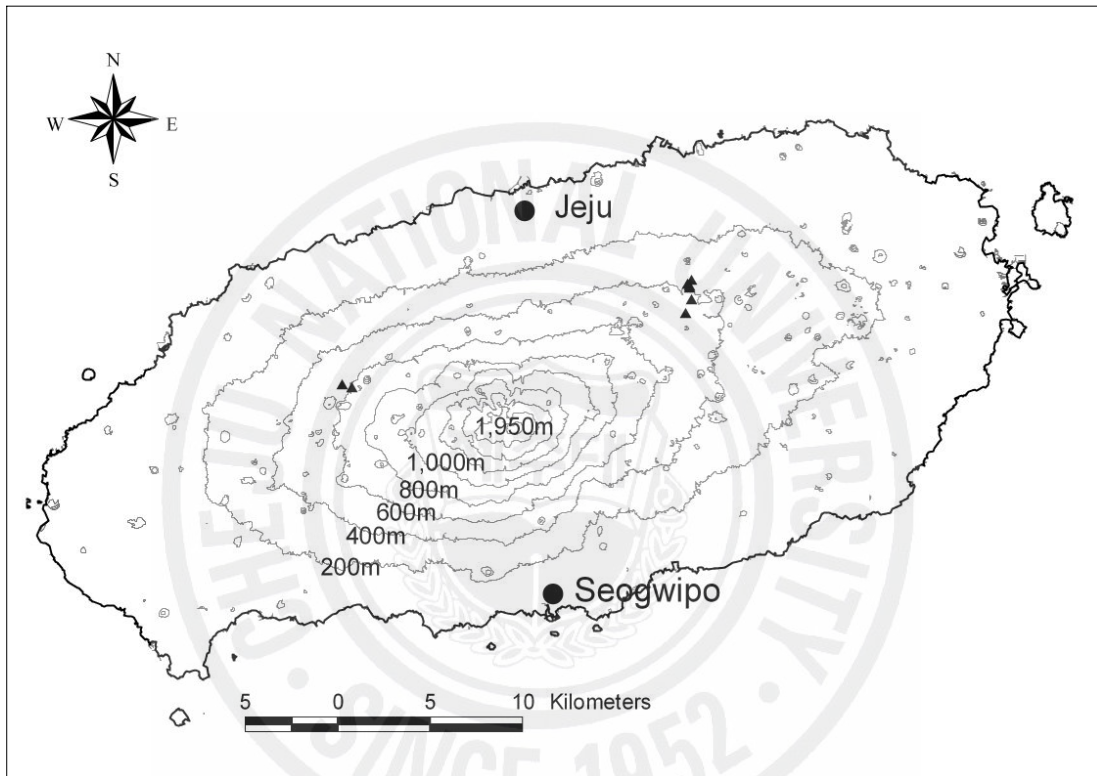 N
W E
S
Jeju
1,950m
1,000m
800m
600m
400m
200m
Seogwipo
5 0 5 10 Kilometers
CHEJU NATIONAL UNIVERSITY
· SINCE 1952 ·